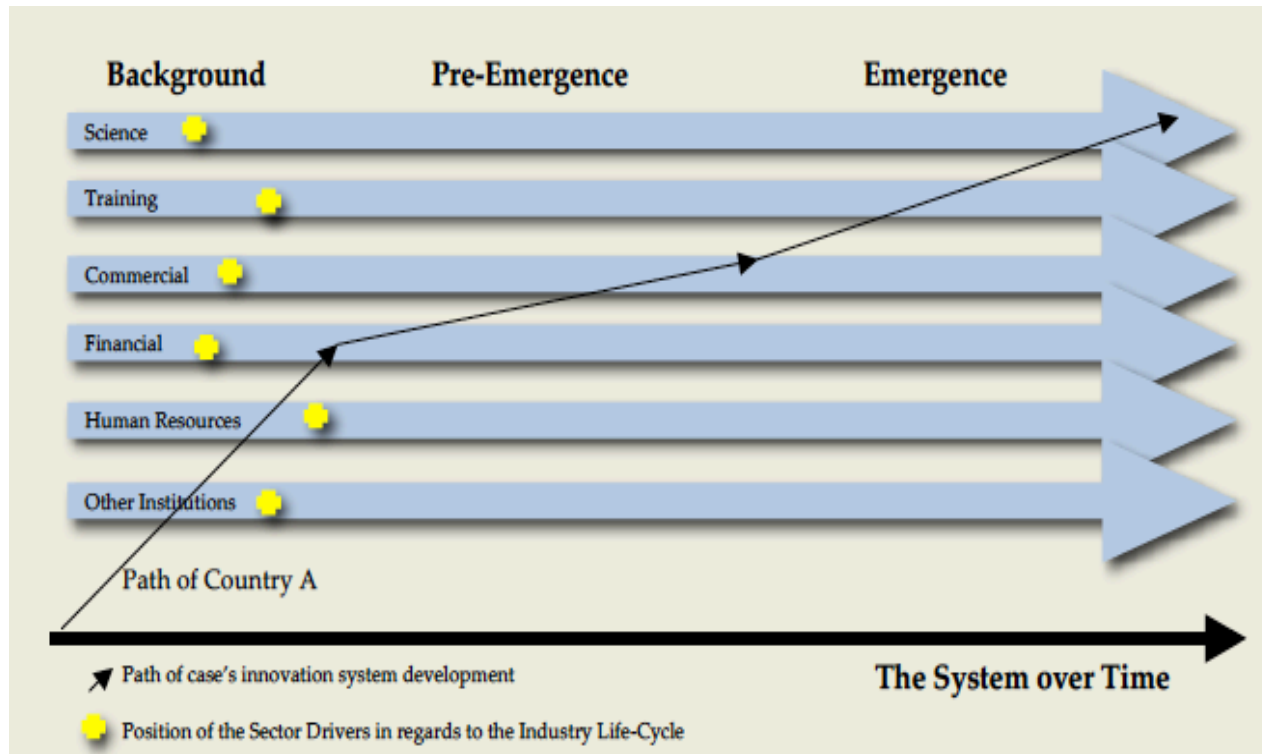 Background Pre-Emergence Emergence
Science
Training
Commercial
Financial
Human Resources
Other Institutions
Path of Country A
The System over Time
Path of case's innovation system development
Position of the Sector Drivers in regards to the Industry Life-Cycle